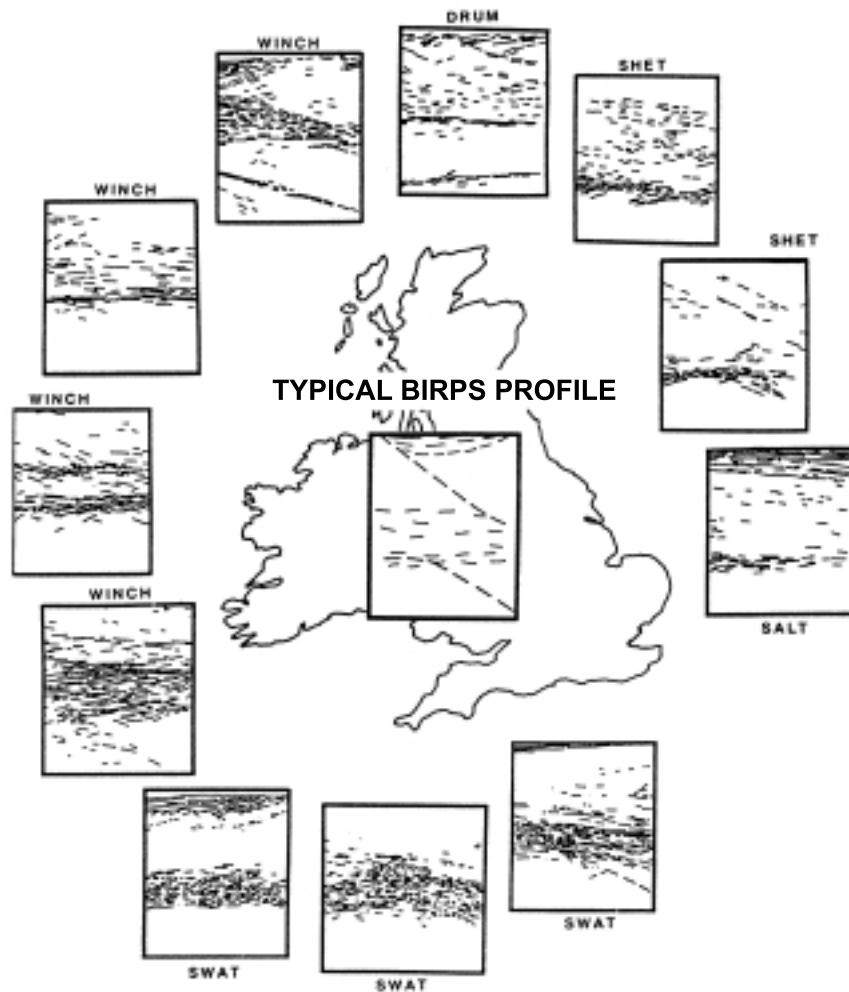 DRUM
WINCH
SHET
WINCH
SHET
TYPICAL BIRPS PROFILE
WINCH
WINCH
SALT
SWAT
SWAT
SWAT